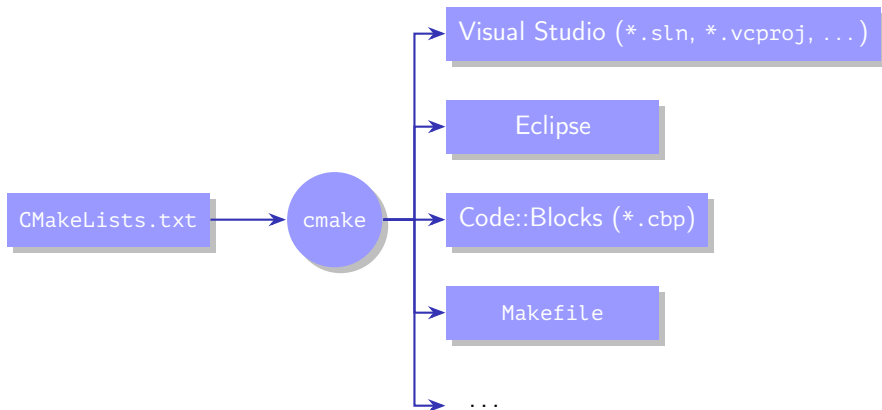 Visual Studio (*.sln, *.vcproj, ...)
Eclipse
CMakeLists.txt
cmake
Code::Blocks (*.cbp)
Makefile
...